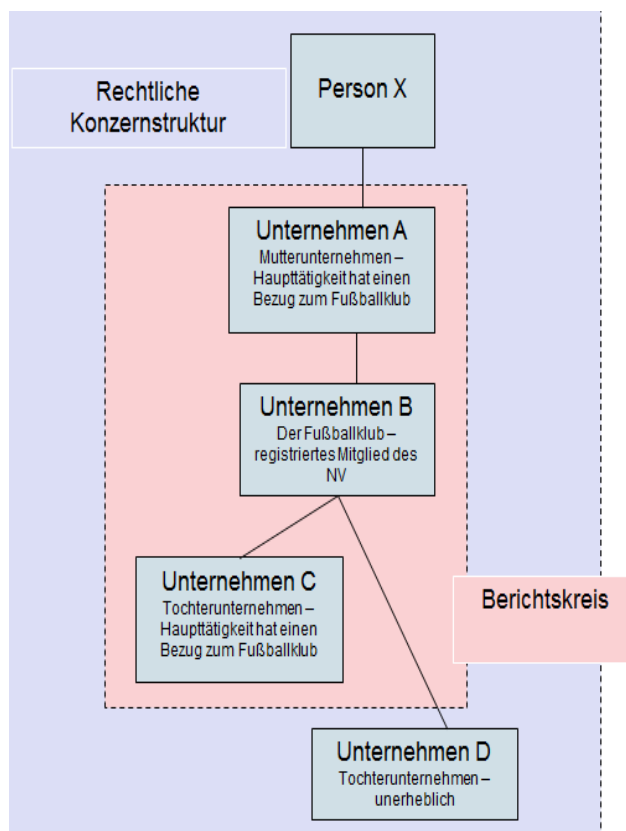 Rechtliche
Konzernstruktur
Person X
Unternehmen A
Mutterunternehmen –
Haupttätigkeit hat einen
Bezug zum Fußballklub
Unternehmen B
Der Fußballklub –
registriertes Mitglied des
NV
Unternehmen C
Tochterunternehmen –
Haupttätigkeit hat einen
Bezug zum Fußballklub
Berichtskreis
Unternehmen D
Tochterunternehmen –
unerheblich